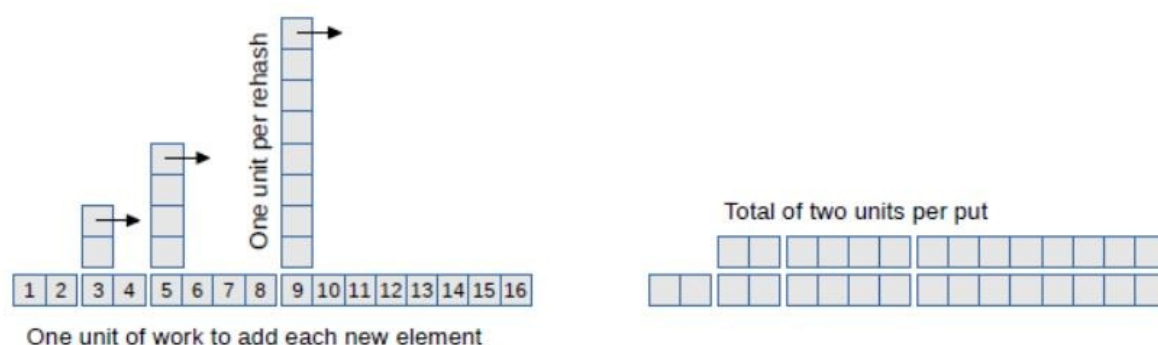 One unit per rehash
Total of two units per put
1 2 3 4 5 6 7 8 9 10 11 12 13 14 15 16
One unit of work to add each new element